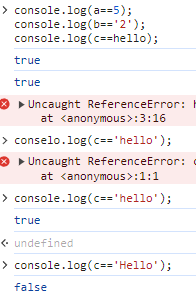 console.log(a==5);
console.log(b=='2');
console.log(c==hello);
true
true
Uncaught ReferenceError:
at <anonymous>:3:16
conselo.log(c=='hello');
Uncaught ReferenceError:
at <anonymous>:1:1
console.log(c=='hello');
true
undefined
console.log(c=='Hello');
false